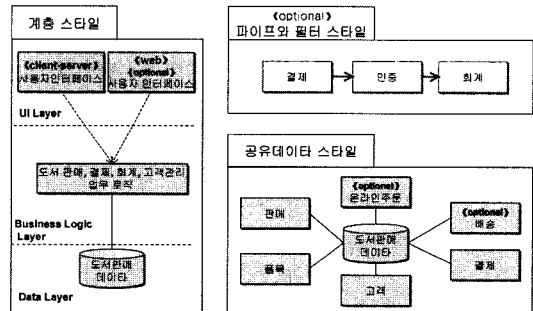 계층 스타일
《client-server》
사용자인터페이스
《web》
《optional》
사용자 인터페이스
UI Layer
도서 판매, 결제, 회계, 고객관리
업무 로직
Business Logic
Layer
도서판매
데이타
Data Layer
《optional》
파이프와 필터 스타일
결제
인증
회계
공유데이타 스타일
판매
《optional》
온라인주문
《optional》
배송
도서판매
데이타
품목
결제
고객